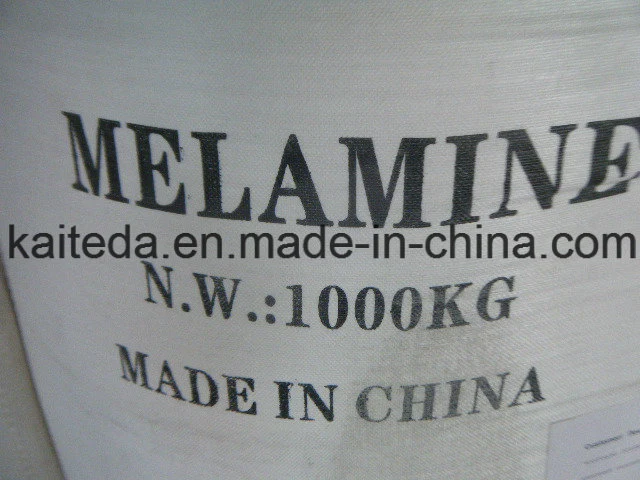 MELAMINE
kaiteda.en.made-in-china.com
N.W.:1000KG
MADE IN CHINA